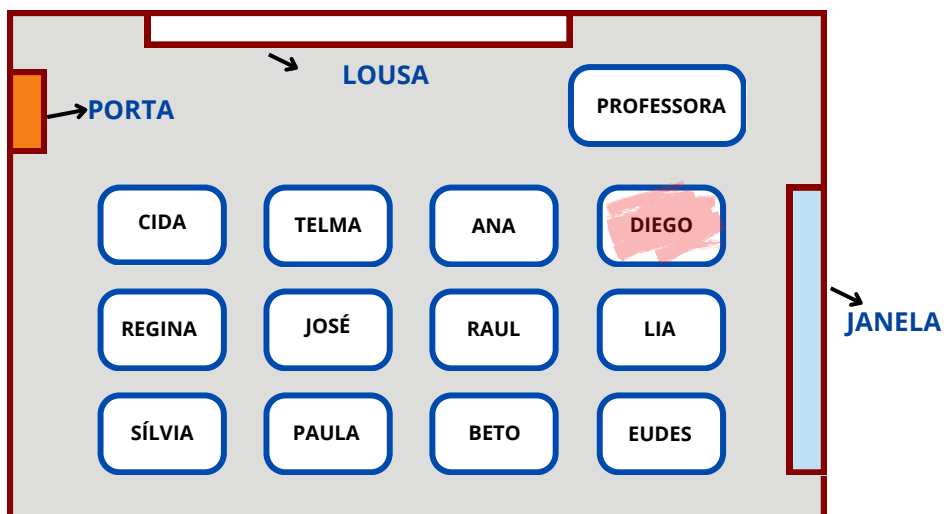 LOUSA
PROFESSORA
PORTA
CIDA
TELMA
ANA
DIEGO
REGINA
JOSÉ
RAUL
LIA
JANELA
SÍLVIA
PAULA
BETO
EUDES